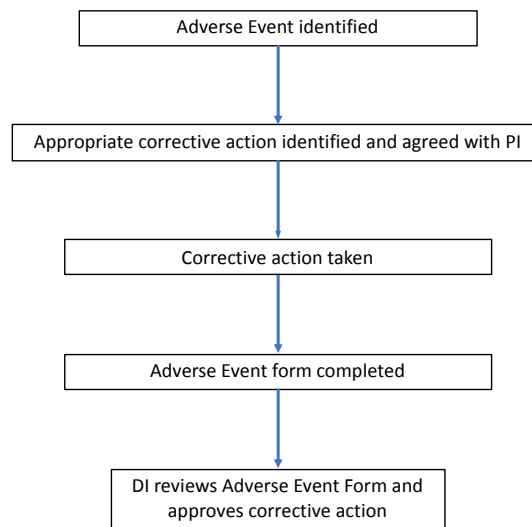 Adverse Event identified
Appropriate corrective action identified and agreed with PI
Corrective action taken
Adverse Event form completed
DI reviews Adverse Event Form and
approves corrective action